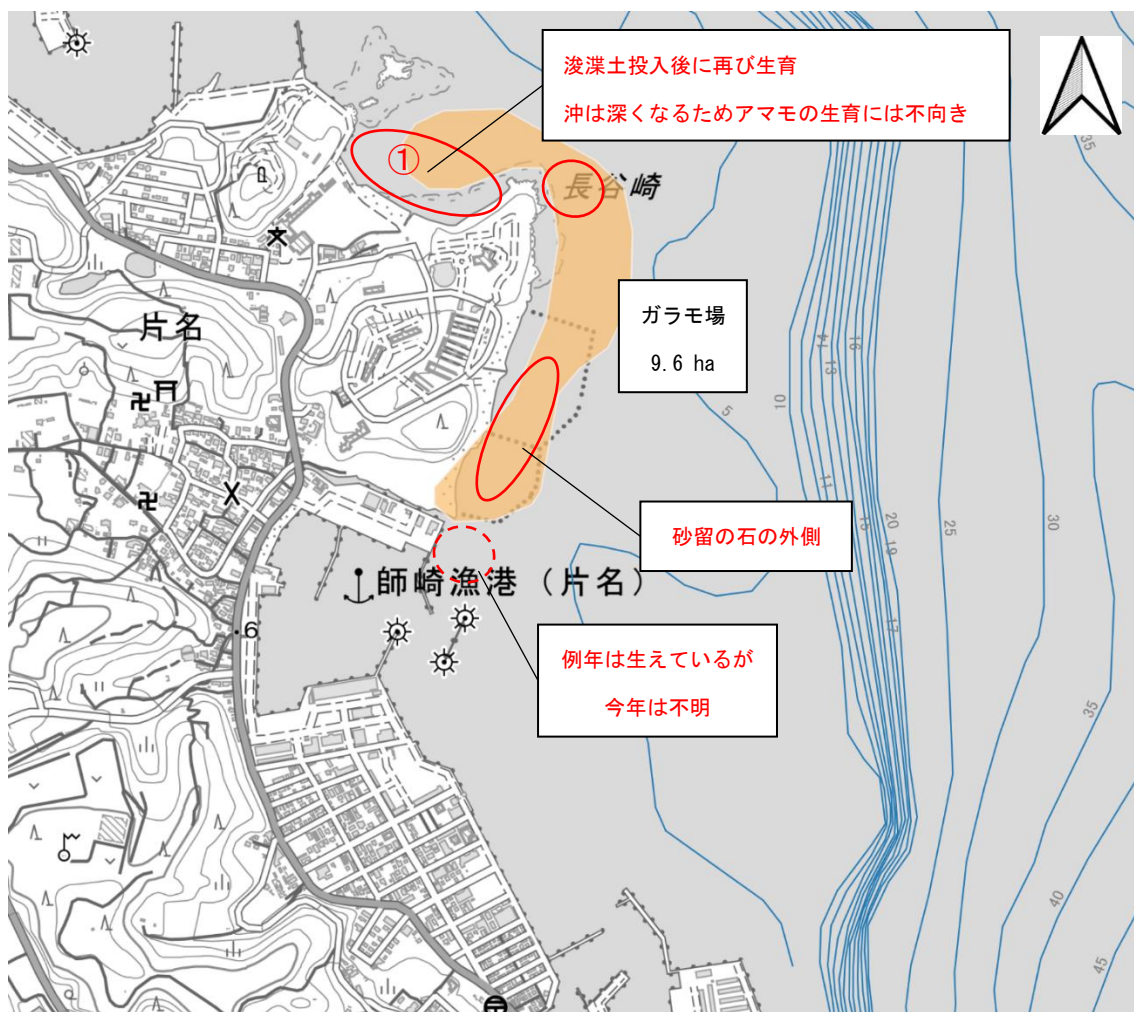 浚渫土投入後に再び生育
沖は深くなるためアマモの生育には不向き
35
①
長谷崎
片名
ガラモ場
9.6 ha
14
16
13
10
5
11
15
20
19
25
30
17
砂留の石の外側
師崎漁港（片名）
.6
例年は生えているが
今年は不明
35
40
45